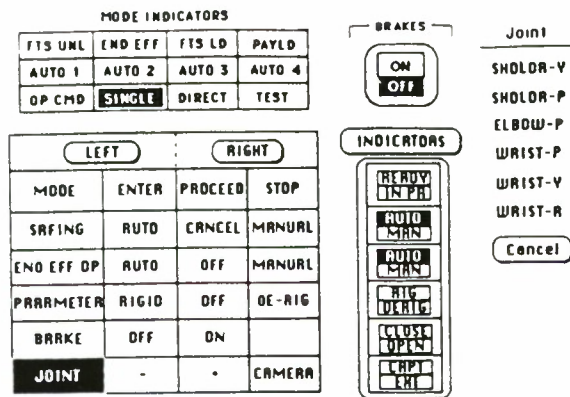 MODE INDICATORS
FTS UNL END EFF FTS LD PAYLD
AUTO 1 AUTO 2 AUTO 3 AUTO 4
OP CMD SINGLE DIRECT TEST
LEFT RIGHT
MODE ENTER PROCEED STOP
SAFING AUTO CANCEL MANUAL
END EFF OP AUTO OFF MANUAL
PARAMETER RIGID OFF DE-RIG
BRAKE OFF ON
JOINT - • CAMERA
BRAKES
ON
OFF
INDICATORS
READY
IN PR
AUTO
MAN
AUTO
MAN
RIG
DERIG
CLOSE
OPEN
CAPT
EXT
Joint
SHOLDR-Y
SHOLDR-P
ELBOW-P
WRIST-P
WRIST-Y
WRIST-R
Cancel